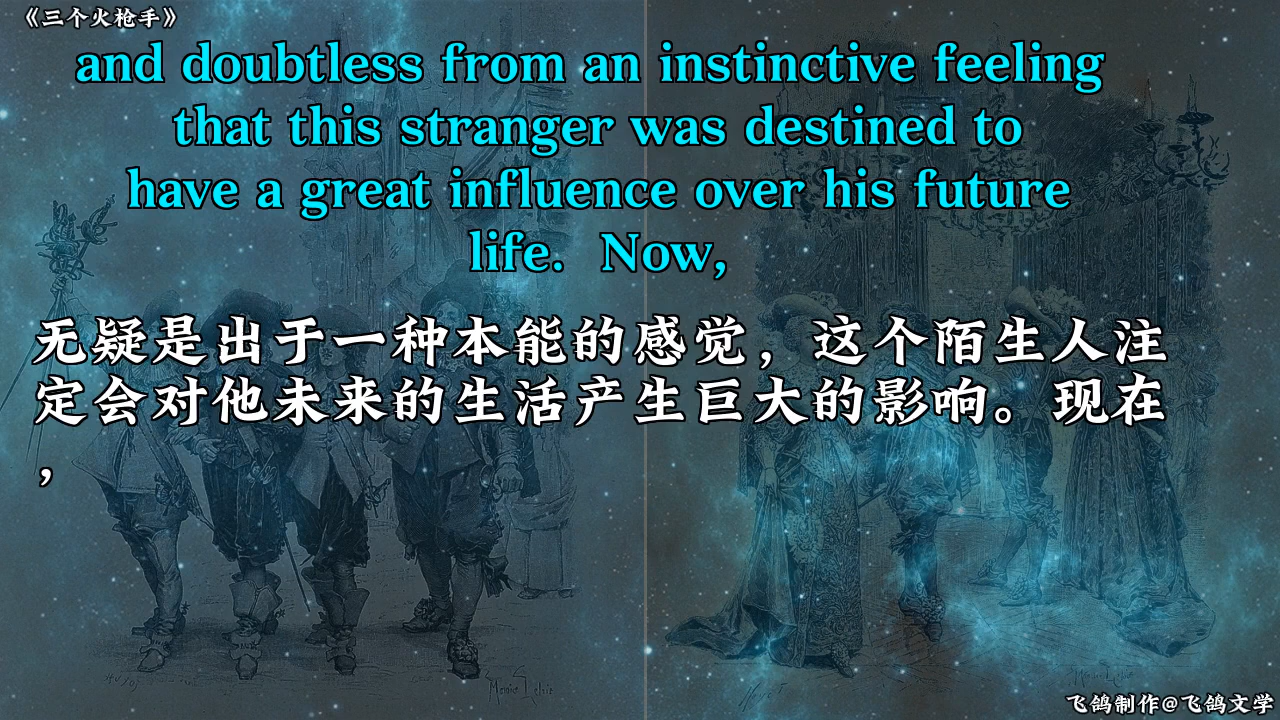 《三个火枪手》
and doubtless from an instinctive feeling
that this stranger was destined to
have a great influence over his future
life.  Now,
无疑是出于一种本能的感觉，这个陌生人注
定会对他未来的生活产生巨大的影响。现在
，
飞鸽制作@飞鸽文学